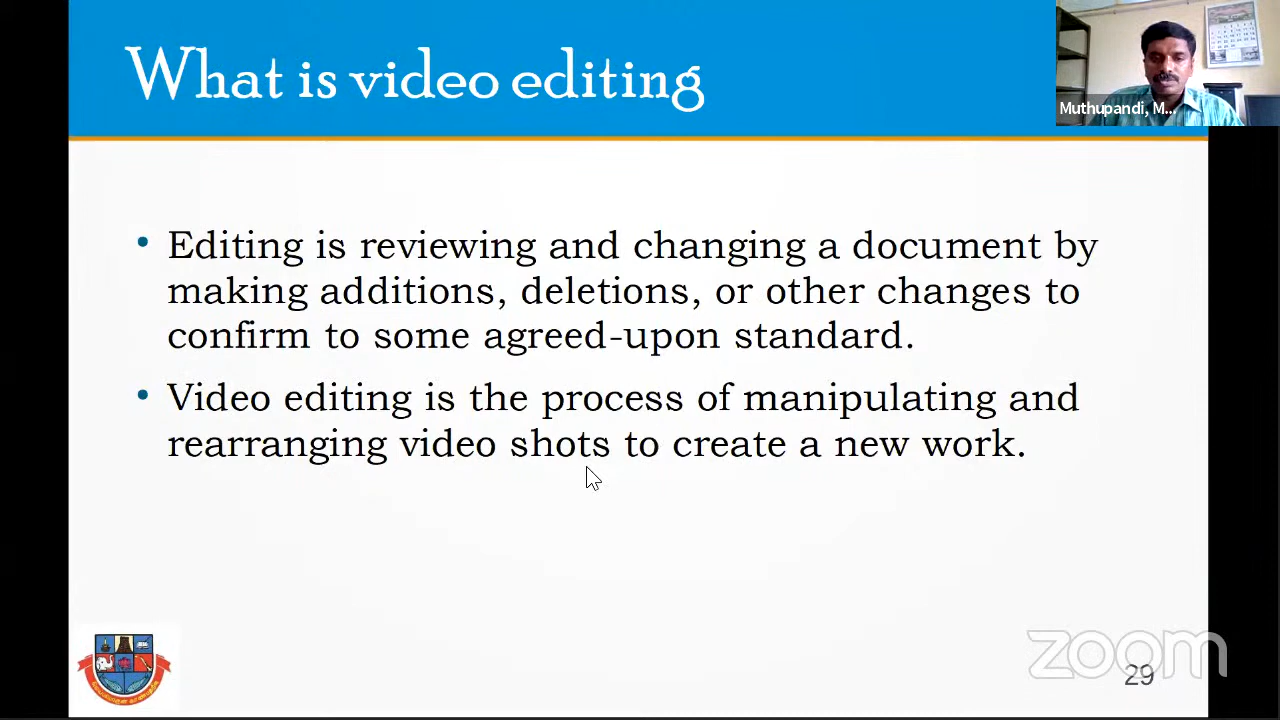 What is video editing
Muthupandi, M...
• Editing is reviewing and changing a document by
making additions, deletions, or other changes to
confirm to some agreed-upon standard.
• Video editing is the process of manipulating and
rearranging video shots to create a new work.
zoom
29